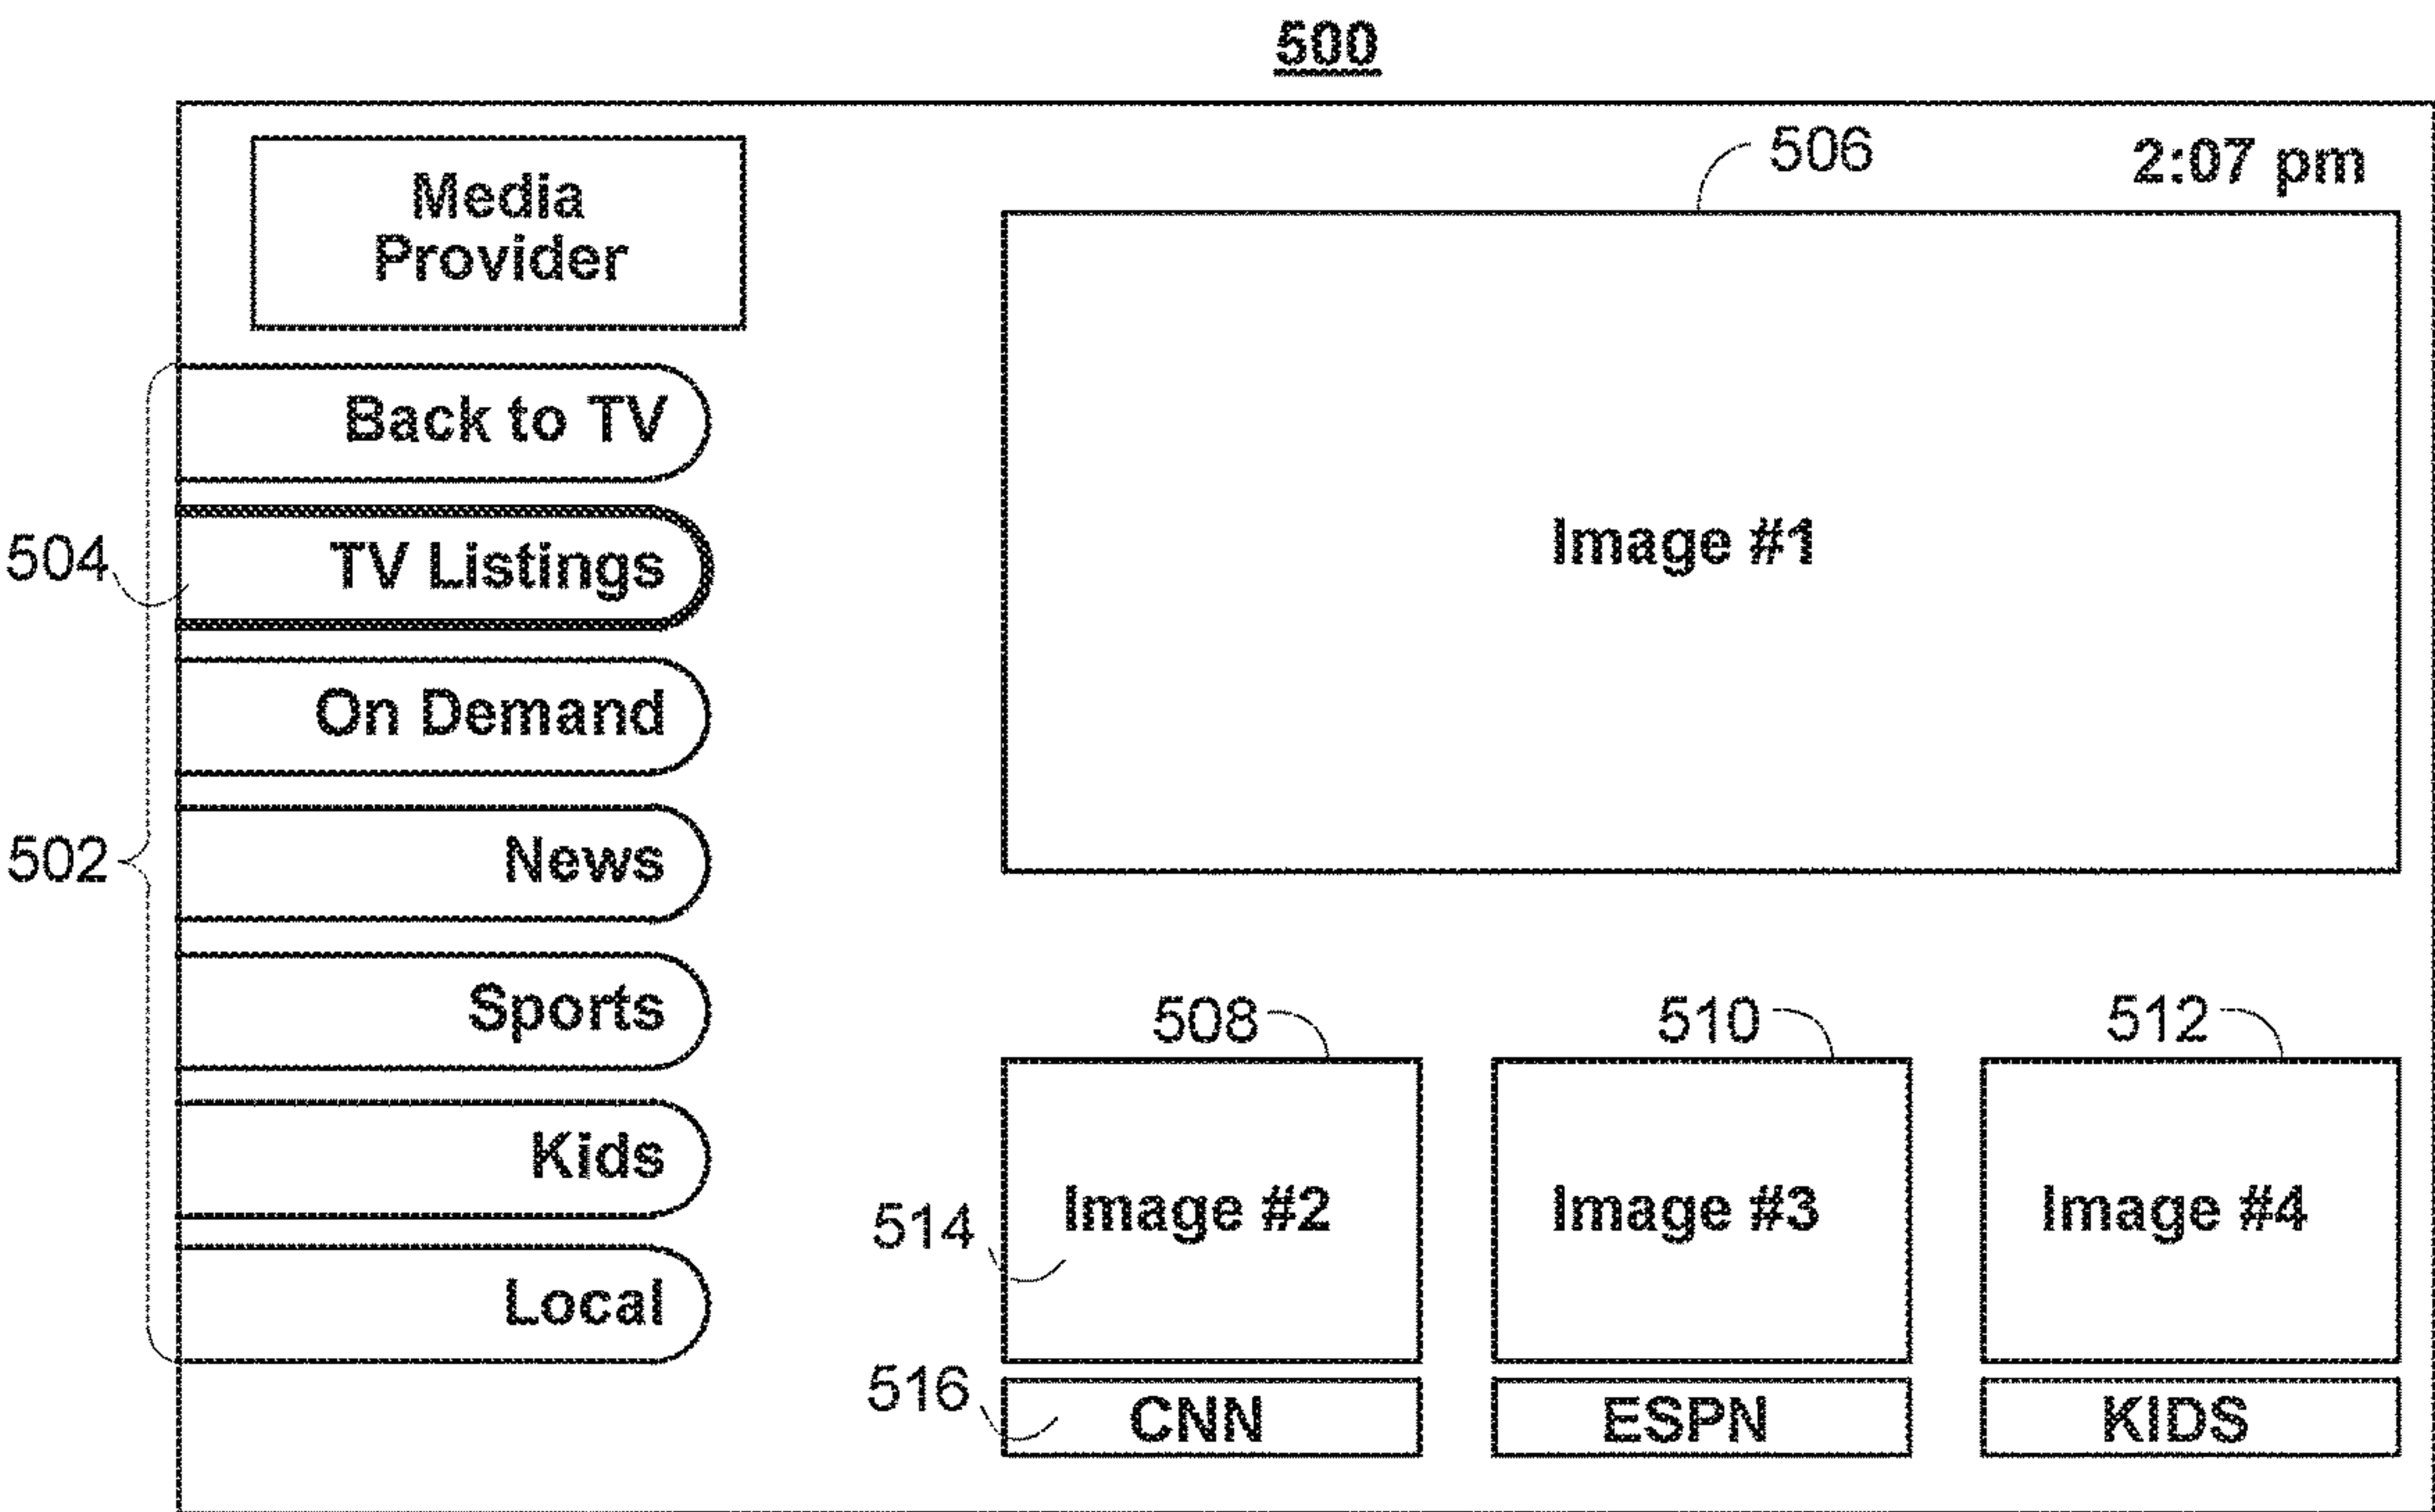 500
Media
Provider
506
2:07 pm
Back to TV
504
TV Listings
Image #1
On Demand
502
News
Sports
508
510
512
Kids
514
Image #2
Image #3
Image #4
Local
516
CNN
ESPN
KIDS